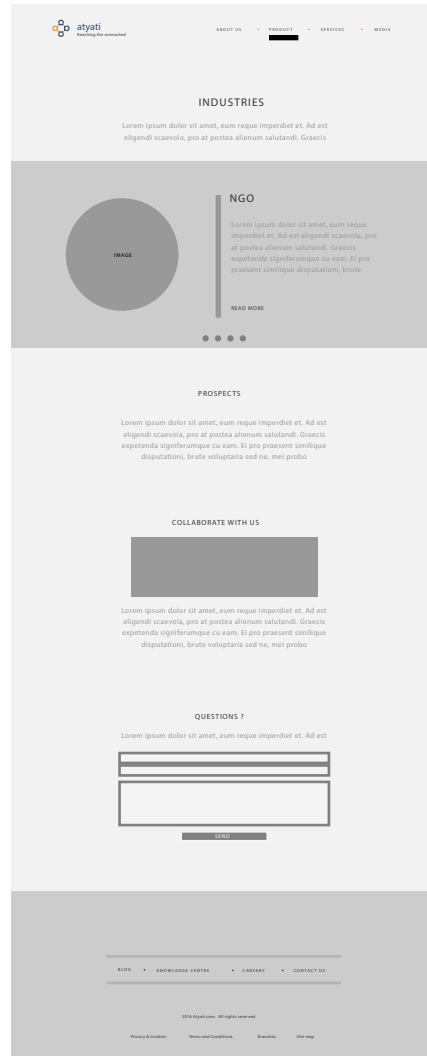 atyati
Reaching the unreached
ABOUT US • PRODUCT • SERVICES • MEDIA
INDUSTRIES
Lorem ipsum dolor sit amet, eum reque imperdiet et. Ad est
eligendi scaevola, pro at postea alienum salutandi. Graecis
NGO
Lorem ipsum dolor sit amet, eum reque
imperdiet et. Ad est eligendi scaevola, pro
at postea alienum salutandi. Graecis
expetenda signiferumque cu eam. Ei pro
praesent similique disputationi, brute
IMAGE
READ MORE
PROSPECTS
Lorem ipsum dolor sit amet, eum reque imperdiet et. Ad est
eligendi scaevola, pro at postea alienum salutandi. Graecis
expetenda signiferumque cu eam. Ei pro praesent similique
disputationi, brute voluptaria sed ne, mei probo
COLLABORATE WITH US
Lorem ipsum dolor sit amet, eum reque imperdiet et. Ad est
eligendi scaevola, pro at postea alienum salutandi. Graecis
expetenda signiferumque cu eam. Ei pro praesent similique
disputationi, brute voluptaria sed ne, mei probo
QUESTIONS ?
Lorem ipsum dolor sit amet, eum reque imperdiet et. Ad est
SEND
BLOG • KNOWLEDGE CENTRE • CAREERS • CONTACT US
2016 Atyati.com. All rights reserved.
Privacy & Cookies Terms and Conditions Branches Site map